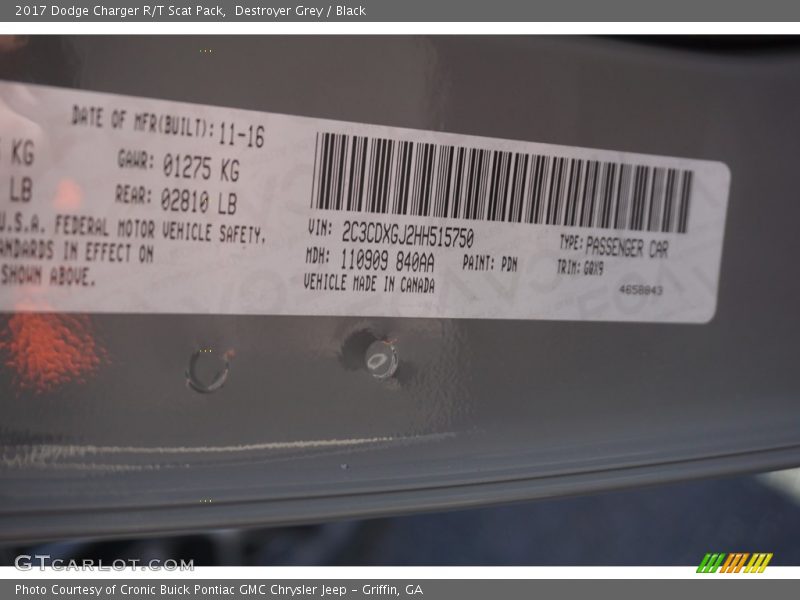 2017 Dodge Charger R/T Scat Pack,  Destroyer Grey / Black
DATE OF MFR(BUILT): 11-16
KG GAWR: 01275 KG
LB REAR: 02810 LB
U.S.A. FEDERAL MOTOR VEHICLE SAFETY,
IN EFFECT ON
SHOWN ABOVE.
VIN: 2C3CDXGJ2HH515750
MDH: 110909 840AA PAINT: PDN
VEHICLE MADE IN CANADA
TYPE: PASSENGER CAR
TRIM: GQX9
4658843
GTCARLOT.COM
Photo Courtesy of Cronic Buick Pontiac GMC Chrysler Jeep - Griffin, GA